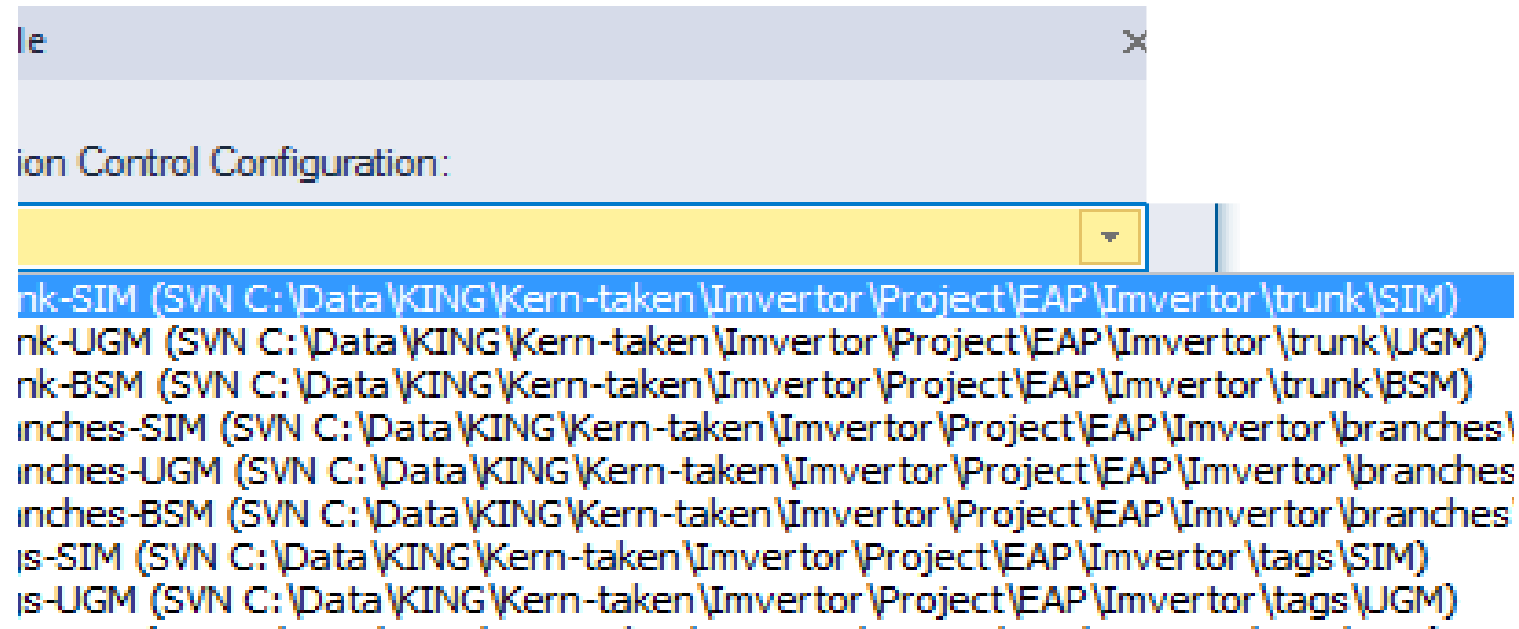 le
ion Control Configuration:
nk-SIM (SVN C:\Data\KING\Kern-taken\Imvertor\Project\EAP\Imvertor\trunk\SIM)
nk-UGM (SVN C:\Data\KING\Kern-taken\Imvertor\Project\EAP\Imvertor\trunk\UGM)
nk-BSM (SVN C:\Data\KING\Kern-taken\Imvertor\Project\EAP\Imvertor\trunk\BSM)
nches-SIM (SVN C:\Data\KING\Kern-taken\Imvertor\Project\EAP\Imvertor\branches\
nches-UGM (SVN C:\Data\KING\Kern-taken\Imvertor\Project\EAP\Imvertor\branches
nches-BSM (SVN C:\Data\KING\Kern-taken\Imvertor\Project\EAP\Imvertor\branches\
gs-SIM (SVN C:\Data\KING\Kern-taken\Imvertor\Project\EAP\Imvertor\tags\SIM)
gs-UGM (SVN C:\Data\KING\Kern-taken\Imvertor\Project\EAP\Imvertor\tags\UGM)